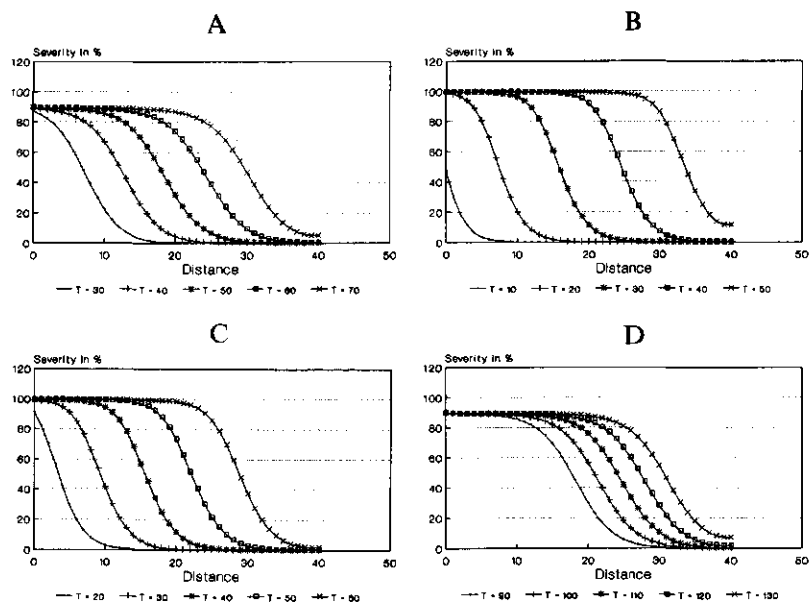 A
Severity in %
120
100
80
60
40
20
0
0 10 20 30 40 50
Distance
T = 30 T = 40 T = 50 T = 60 T = 70
B
Severity in %
120
100
80
60
40
20
0
0 10 20 30 40 50
Distance
T = 10 T = 20 T = 30 T = 40 T = 50
C
Severity in %
120
100
80
60
40
20
0
0 10 20 30 40 50
Distance
T = 20 T = 30 T = 40 T = 50 T = 60
D
Severity in %
120
100
80
60
40
20
0
0 10 20 30 40 50
Distance
T = 90 T = 100 T = 110 T = 120 T = 130